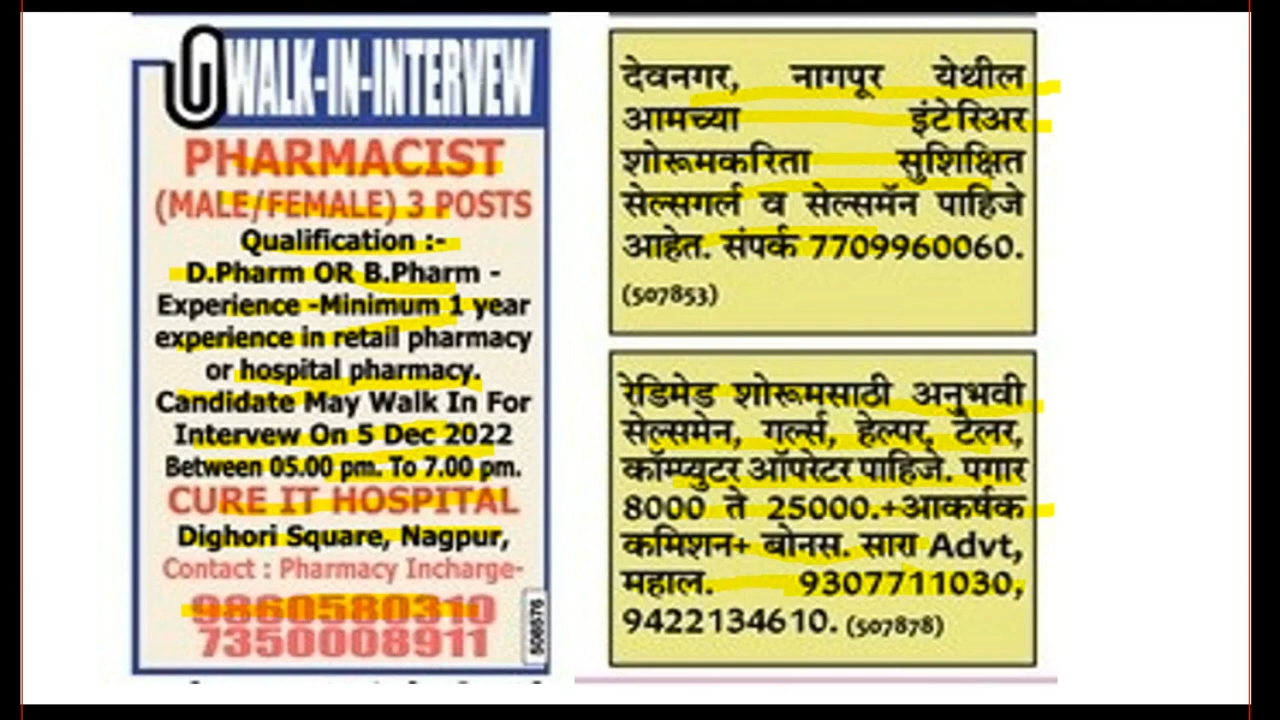 WALK-IN-INTERVEW
PHARMACIST
(MALE/FEMALE) 3 POSTS
Qualification :-
D.Pharm OR B.Pharm -
Experience -Minimum 1 year
experience in retail pharmacy
or hospital pharmacy.
Candidate May Walk In For
Intervew On 5 Dec 2022
Between 05.00 pm. To 7.00 pm.
CURE IT HOSPITAL
Dighori Square, Nagpur,
Contact : Pharmacy Incharge-
9860580310
7350008911
508576
देवनगर, नागपूर येथील
आमच्या इंटेरिअर
शोरूमकरिता सुशिक्षित
सेल्सगर्ल व सेल्समॅन पाहिजे
आहेत. संपर्क 7709960060.
(507853)
रेडिमेड शोरूमसाठी अनुभवी
सेल्समेन, गर्ल्स, हेल्पर, टेलर,
कॉम्प्युटर ऑपरेटर पाहिजे. पगार
8000 ते 25000.+आकर्षक
कमिशन+ बोनस. सारा Advt,
महाल. 9307711030,
9422134610. (507878)